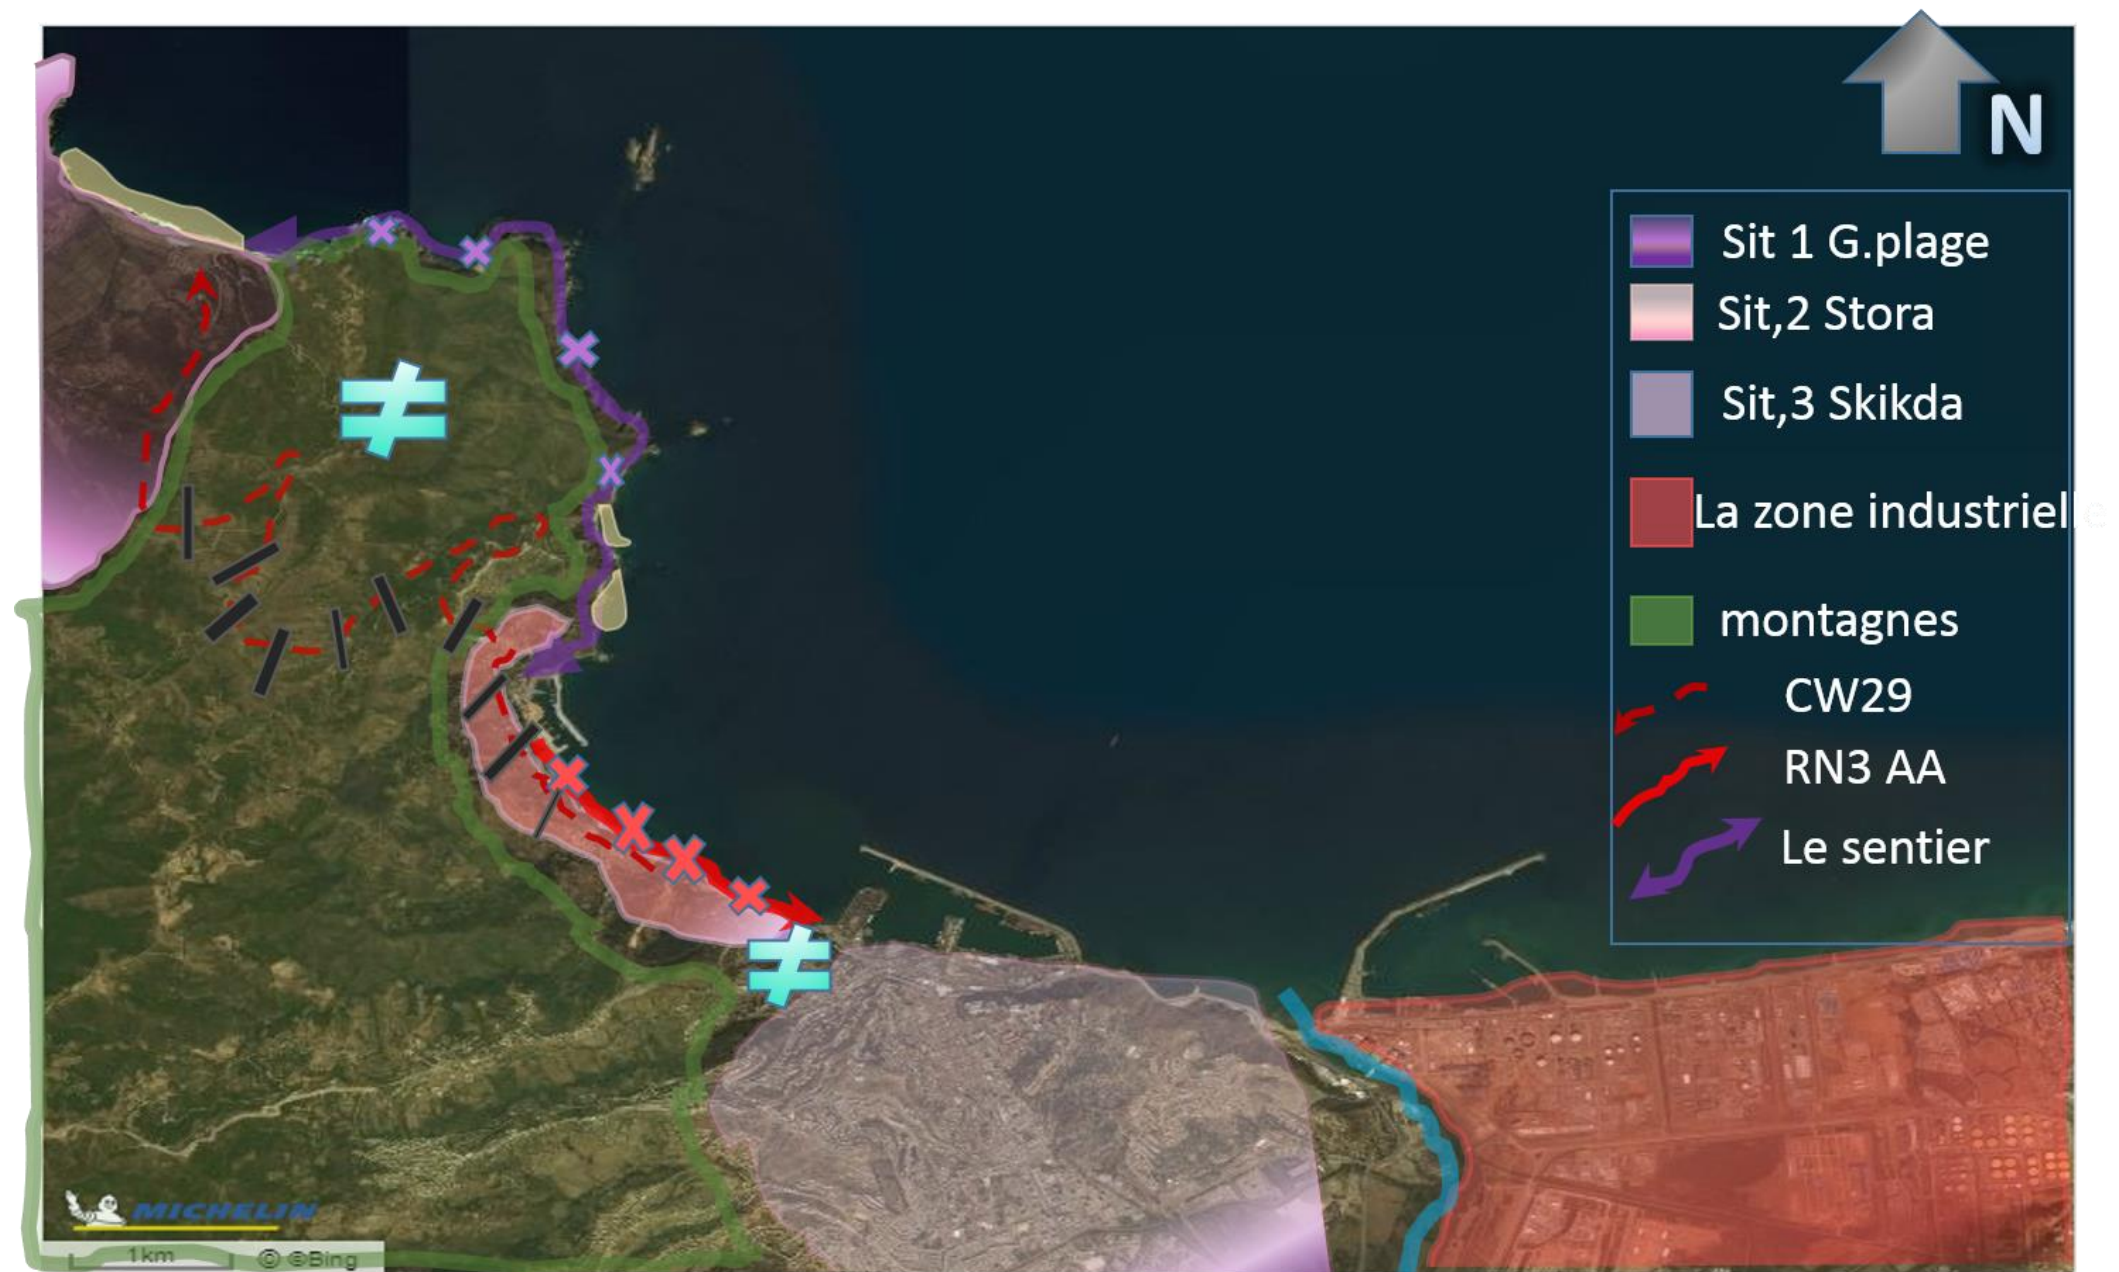 N
Sit 1 G.plage
Sit,2 Stora
Sit,3 Skikda
La zone industrielle
montagnes
CW29
RN3 AA
Le sentier
MICHELIN
1km © ©Bing